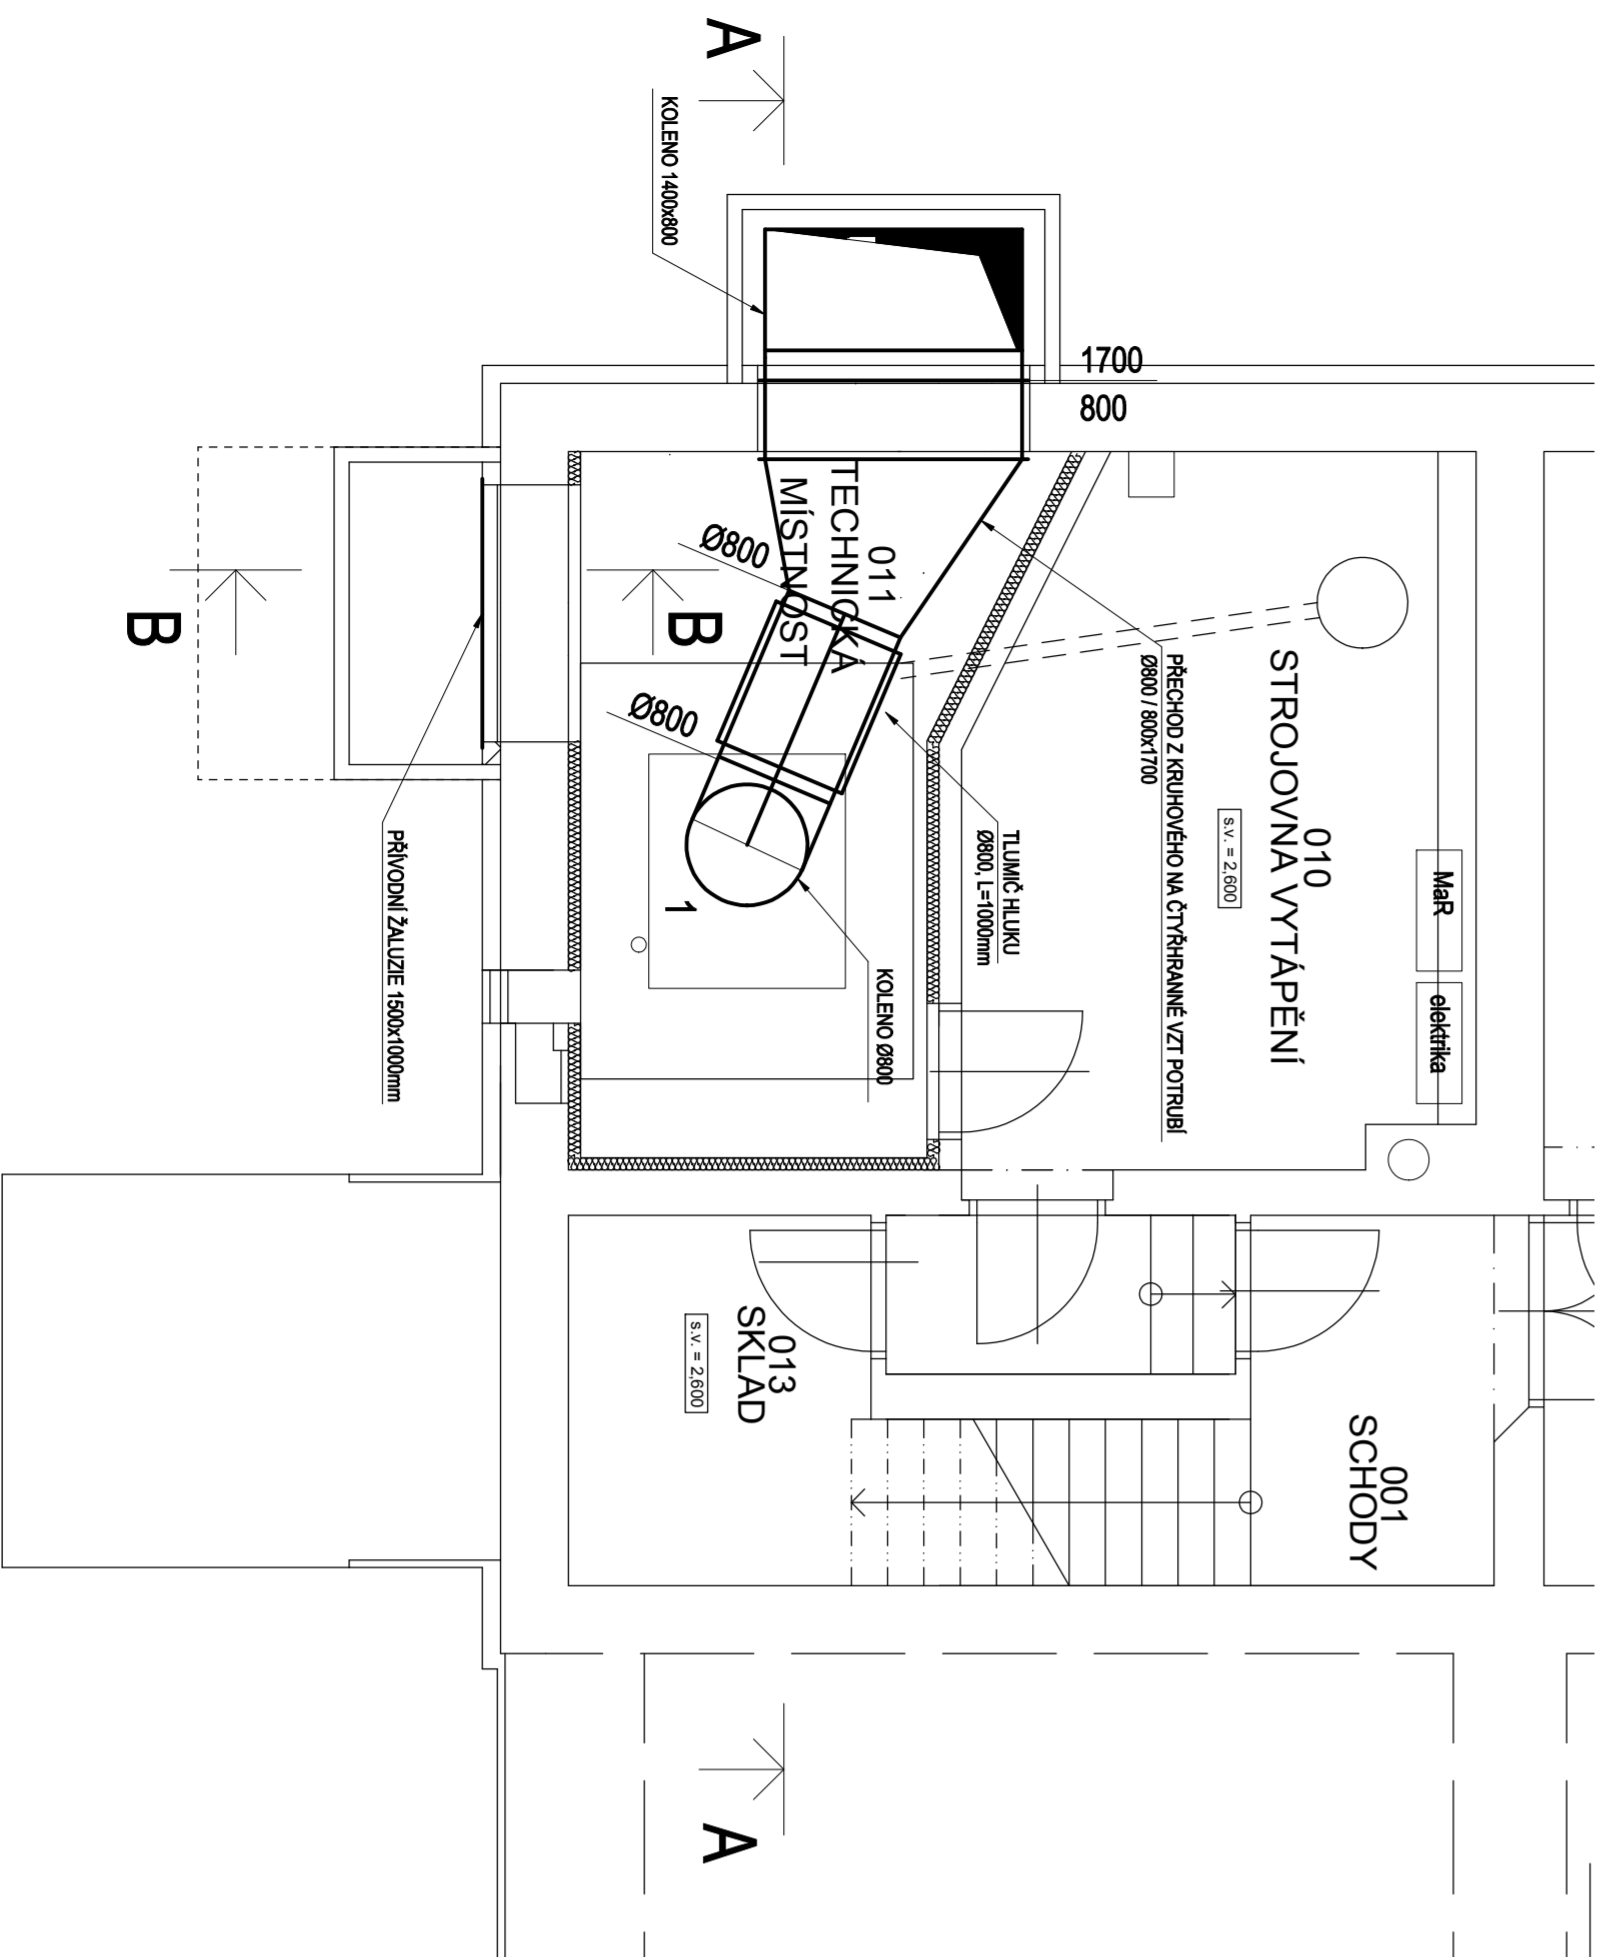 A
KOLENO 1400x800
1700
800
011
TECHNICKÁ
MÍSTNOST
Ø800
Ø800
1
B
B
PŘÍVODNÍ ŽALUZIE 1500x1000mm
PŘECHOD Z KRUHOVÉHO NA ČTYŘHRANNÉ VZT POTRUBÍ
Ø800 / 800x1700
TLUMIČ HLUKU
Ø800, L=1000mm
KOLENO Ø800
010
STROJOVNA VYTÁPĚNÍ
s.v. = 2,600
MaR
elektrika
013
SKLAD
s.v. = 2,600
001
SCHODY
A